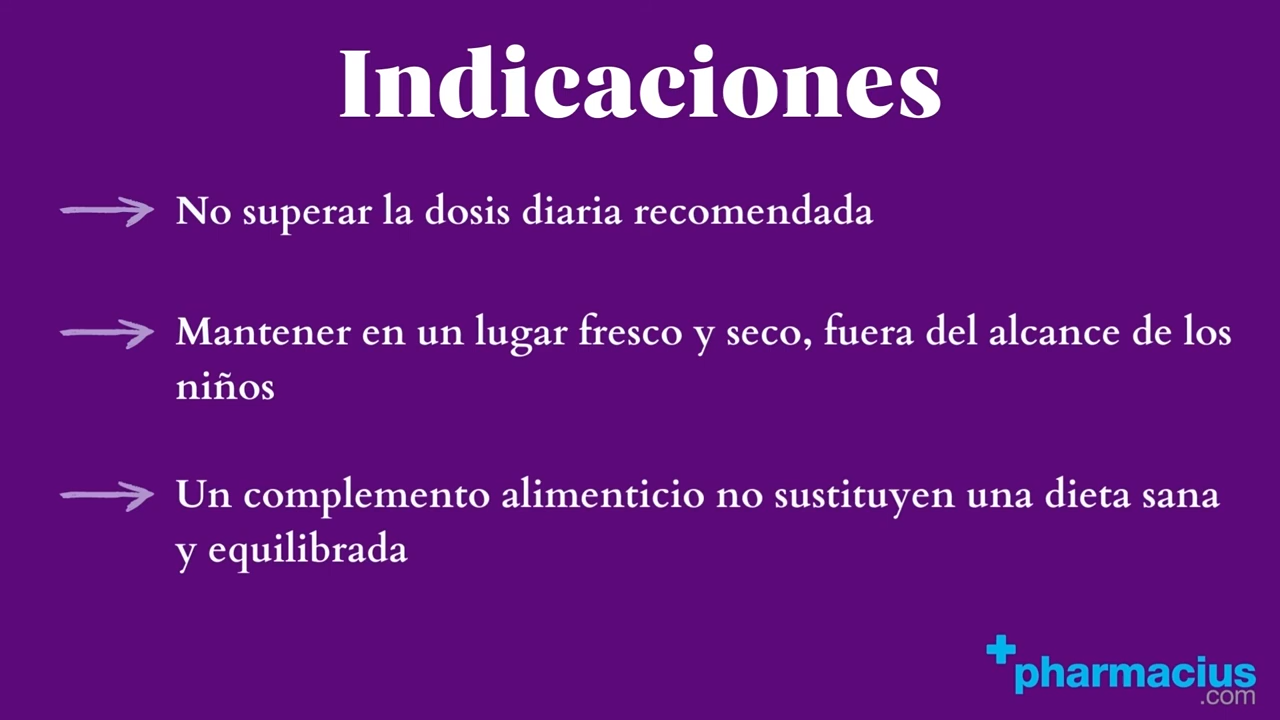 Indicaciones
No superar la dosis diaria recomendada
Mantener en un lugar fresco y seco, fuera del alcance de los
niños
Un complemento alimenticio no sustituyen una dieta sana
y equilibrada
pharmacius
.com